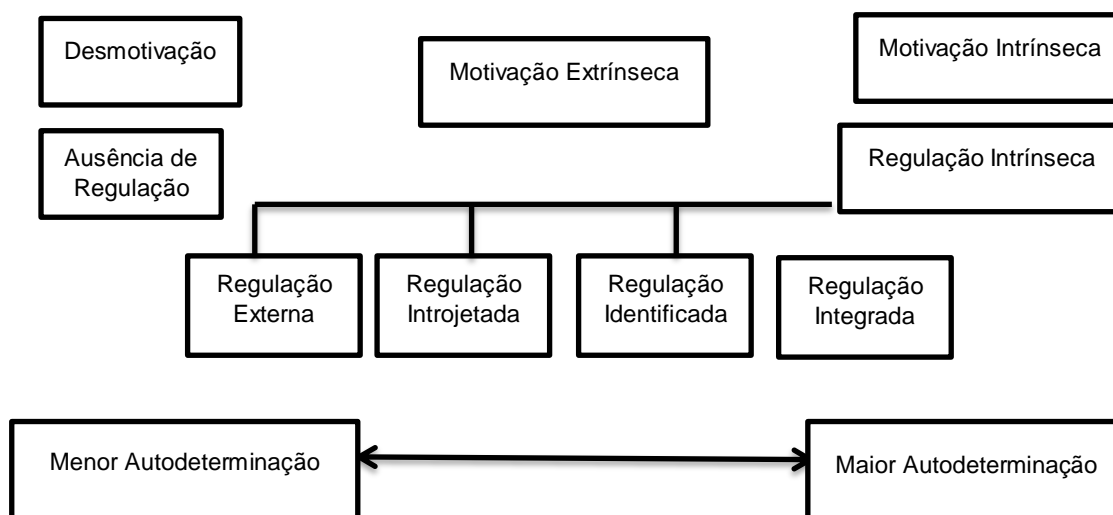 Desmotivação
Motivação Extrínseca
Motivação Intrínseca
Ausência de
Regulação
Regulação Intrínseca
Regulação
Externa
Regulação
Introjetada
Regulação
Identificada
Regulação
Integrada
Menor Autodeterminação
Maior Autodeterminação